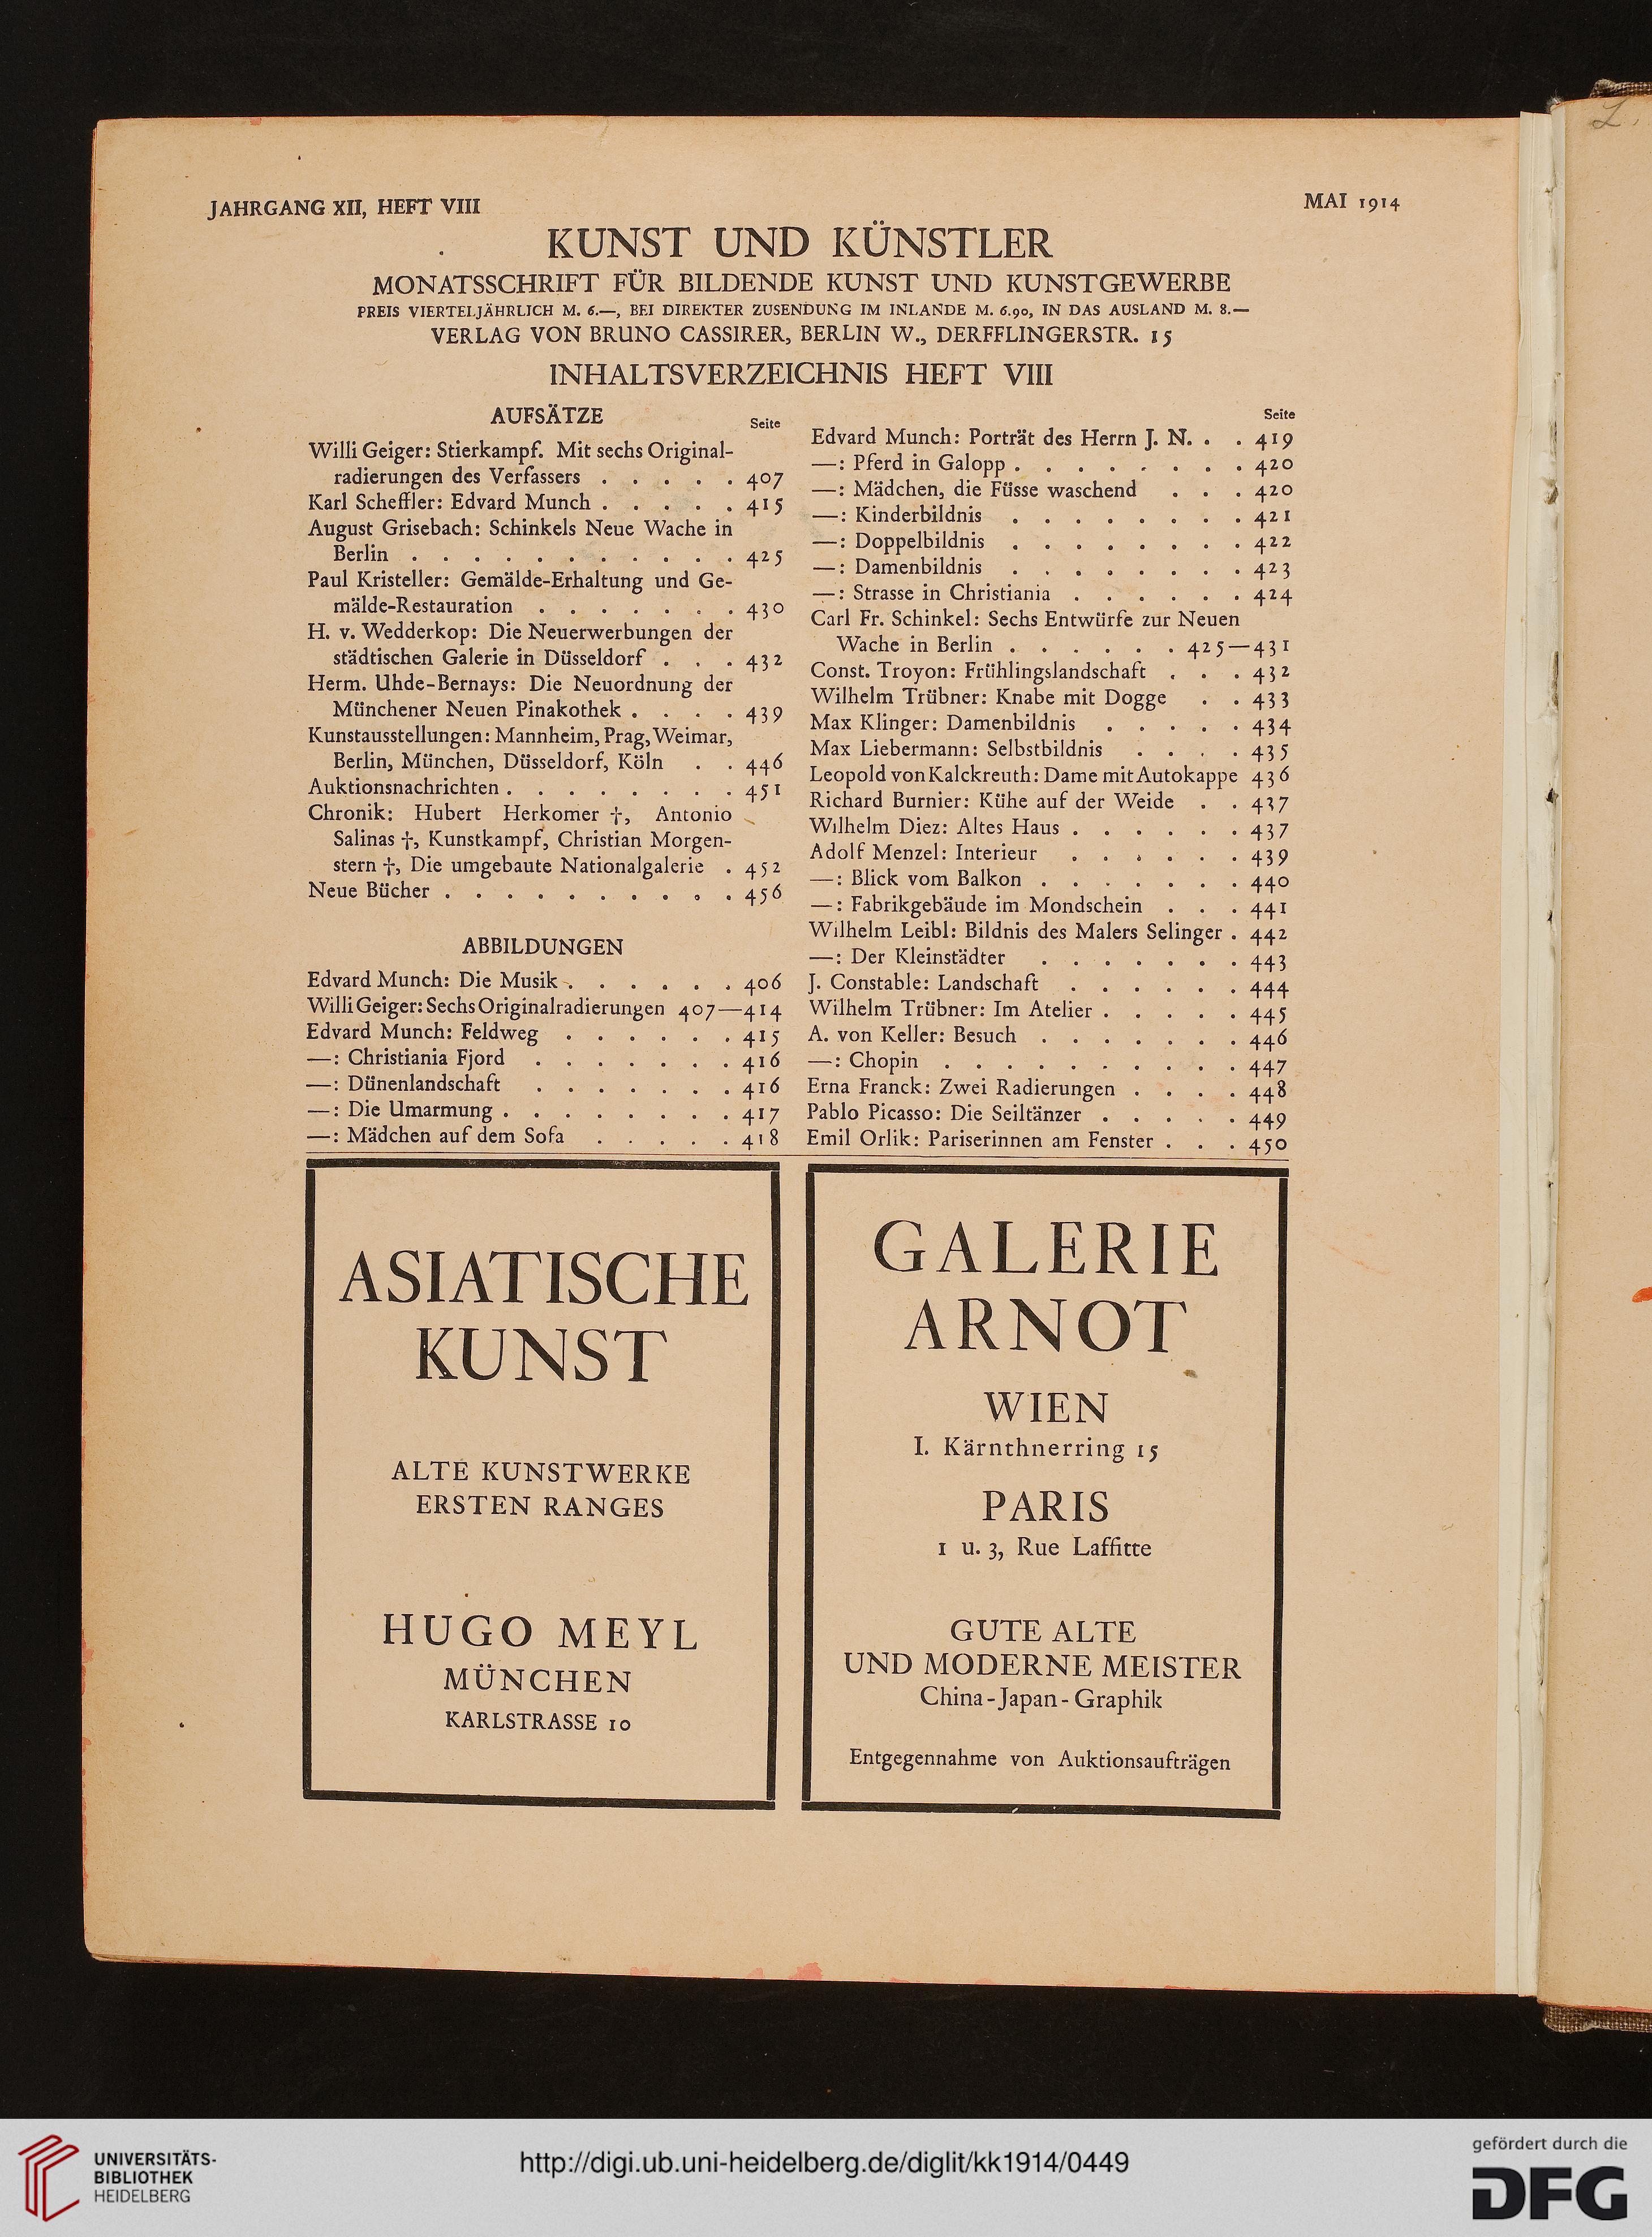 JAHRGANG XII, HEFT VIII
MAI 1914
KUNST UND KÜNSTLER
MONATSSCHRIFT FÜR BILDENDE KUNST UND KUNSTGEWERBE
PREIS VIERTELJÄHRLICH M. 6.—, BEI DIREKTER ZUSENDUNG IM INLANDE M. 6.90, IN DAS AUSLAND M. 8.—
VERLAG VON BRUNO CASSIRER, BERLIN W., DERFFLINGERSTR. 15
INHALTSVERZEICHNIS HEFT VIII
AUFSÄTZE
Seite
Willi Geiger: Stierkampf. Mit sechs Original-
radierungen des Verfassers . . . . . 407
Karl Scheffler: Edvard Munch . . . . . 415
August Grisebach: Schinkels Neue Wache in
Berlin . . . . . . . . . . . 425
Paul Kristeller: Gemälde-Erhaltung und Ge-
mälde-Restauration . . . . . . . 430
H. v. Wedderkop: Die Neuerwerbungen der
städtischen Galerie in Düsseldorf . . . 432
Herm. Uhde-Bernays: Die Neuordnung der
Münchener Neuen Pinakothek . . . . 439
Kunstausstellungen: Mannheim, Prag, Weimar,
Berlin, München, Düsseldorf, Köln . . 446
Auktionsnachrichten . . . . . . . . 451
Chronik: Hubert Herkomer †, Antonio
Salinas †, Kunstkampf, Christian Morgen-
stern †, Die umgebaute Nationalgalerie . 452
Neue Bücher . . . . . . . . . . 456
ABBILDUNGEN
Edvard Munch: Die Musik . . . . . . 406
Willi Geiger: Sechs Originalradierungen 407—414
Edvard Munch: Feldweg . . . . . . 415
—: Christiania Fjord . . . . . . . 416
—: Dünenlandschaft . . . . . . . 416
—: Die Umarmung . . . . . . . . 417
—: Mädchen auf dem Sofa . . . . . 418
Seite
Edvard Munch: Porträt des Herrn J. N. . . 419
—: Pferd in Galopp . . . . . . . . 420
—: Mädchen, die Füsse waschend . . . 420
—: Kinderbildnis . . . . . . . . 421
—: Doppelbildnis . . . . . . . . 422
—: Damenbildnis . . . . . . . . 423
—: Strasse in Christiania . . . . . . 424
Carl Fr. Schinkel: Sechs Entwürfe zur Neuen
Wache in Berlin . . . . . . 425—431
Const. Troyon: Frühlingslandschaft . . . 432
Wilhelm Trübner: Knabe mit Dogge . . 433
Max Klinger: Damenbildnis . . . . . 434
Max Liebermann: Selbstbildnis . . . . 435
Leopold von Kalckreuth: Dame mit Autokappe 436
Richard Burnier: Kühe auf der Weide . . 437
Wilhelm Diez: Altes Haus . . . . . . 437
Adolf Menzel: Interieur . . . . . . 439
—: Blick vom Balkon . . . . . . . 440
—: Fabrikgebäude im Mondschein . . . 441
Wilhelm Leibl: Bildnis des Malers Selinger . 442
—: Der Kleinstädter . . . . . . . 443
J. Constable: Landschaft . . . . . . 444
Wilhelm Trübner: Im Atelier . . . . . 445
A. von Keller: Besuch . . . . . . . 446
—: Chopin . . . . . . . . . . 447
Erna Franck: Zwei Radierungen . . . . 448
Pablo Picasso: Die Seiltänzer . . . . . 449
Emil Orlik: Pariserinnen am Fenster . . . 450
ASIATISCHE
KUNST
ALTE KUNSTWERKE
ERSTEN RANGES
HUGO MEYL
MÜNCHEN
KARLSTRASSE 10
GALERIE
ARNOT
WIEN
I. Kärnthnerring 15
PARIS
1 u. 3, Rue Laffitte
GUTE ALTE
UND MODERNE MEISTER
China-Japan-Graphik
Entgegennahme von Auktionsaufträgen
UNIVERSITÄTS-
BIBLIOTHEK
HEIDELBERG
http://digi.ub.uni-heidelberg.de/diglit/kk1914/0449
gefördert durch die
DFG